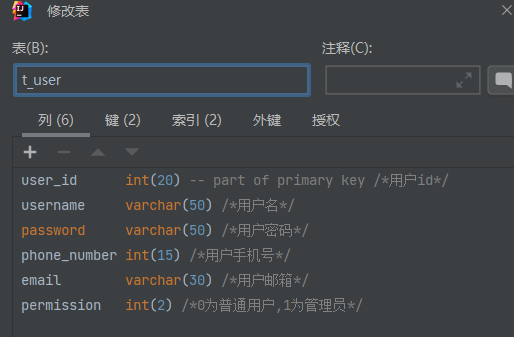 修改表
表(B):
注释(C):
t_user
列 (6)
键 (2)
索引 (2)
外键
授权
user_id int(20) -- part of primary key /*用户id*/
username varchar(50) /*用户名*/
password varchar(50) /*用户密码*/
phone_number int(15) /*用户手机号*/
email varchar(30) /*用户邮箱*/
permission int(2) /*0为普通用户,1为管理员*/